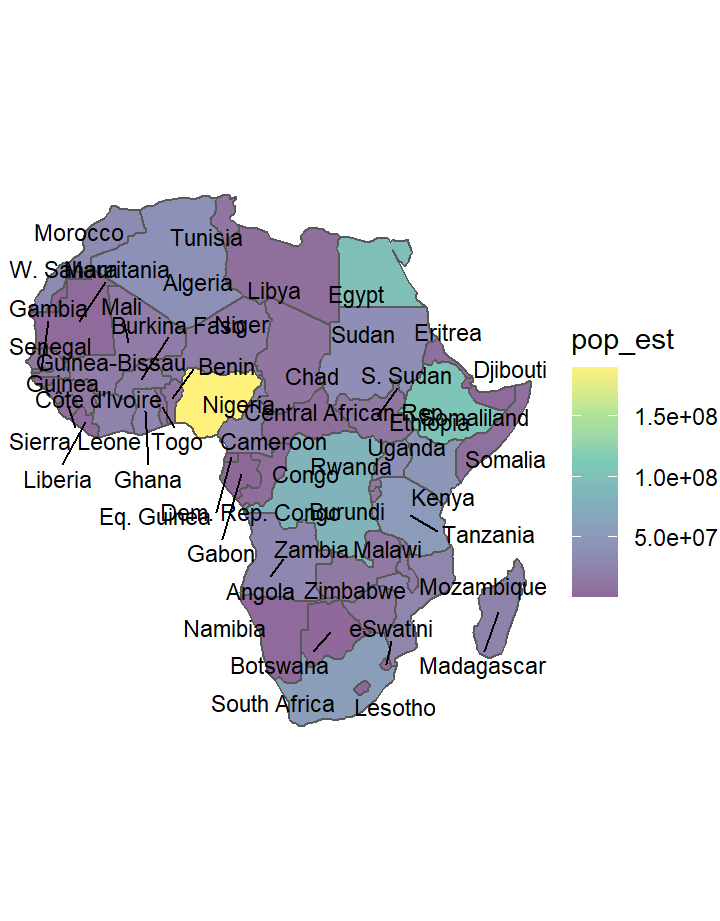 Morocco
Tunisia
W. Sahara
Mauritania
Algeria
Libya
Egypt
Gambia
Mali
Burkina Faso
Niger
Sudan
Eritrea
Senegal
Guinea-Bissau
Benin
Chad
S. Sudan
Djibouti
Guinea
Côte d'Ivoire
Nigeria
Central African Rep.
Ethiopia
Somaliland
Sierra Leone
Togo
Cameroon
Uganda
Somalia
Liberia
Ghana
Congo
Rwanda
Kenya
Eq. Guinea
Dem. Rep. Congo
Burundi
Tanzania
Gabon
Zambia
Malawi
Angola
Zimbabwe
Mozambique
Namibia
eSwatini
Botswana
Madagascar
South Africa
Lesotho
pop_est
1.5e+08
1.0e+08
5.0e+07